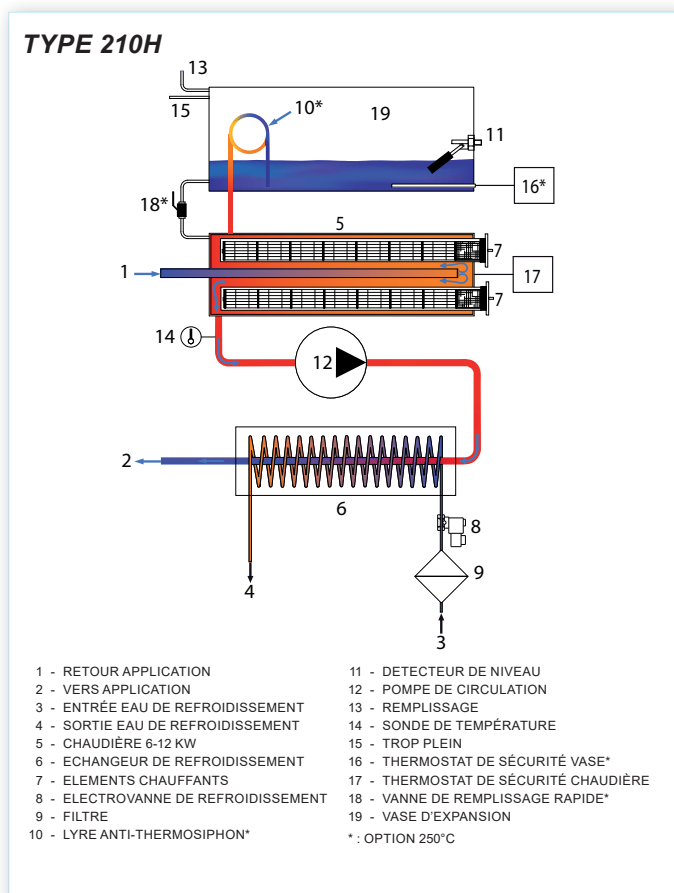 TYPE 210H
13
15
10*
19
11
16*
18*
5
7
1
17
7
14
12
2
6
8
9
4
3
1 - RETOUR APPLICATION
2 - VERS APPLICATION
3 - ENTRÉE EAU DE REFROIDISSEMENT
4 - SORTIE EAU DE REFROIDISSEMENT
5 - CHAUDIÈRE 6-12 KW
6 - ECHANGEUR DE REFROIDISSEMENT
7 - ELEMENTS CHAUFFANTS
8 - ELECTROVANNE DE REFROIDISSEMENT
9 - FILTRE
10 - LYRE ANTI-THERMOSIPHON*
11 - DETECTEUR DE NIVEAU
12 - POMPE DE CIRCULATION
13 - REMPLISSAGE
14 - SONDE DE TEMPÉRATURE
15 - TROP PLEIN
16 - THERMOSTAT DE SÉCURITÉ VASE*
17 - THERMOSTAT DE SÉCURITÉ CHAUDIÈRE
18 - VANNE DE REMPLISSAGE RAPIDE*
19 - VASE D'EXPANSION
* : OPTION 250°C